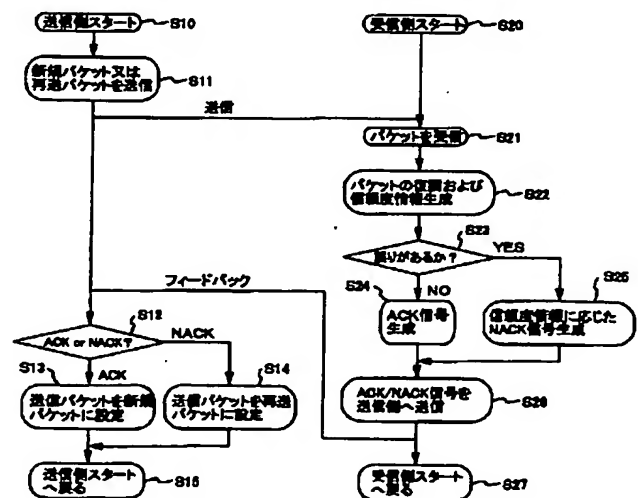 送信側スタート
S10
新規パケット又は
再送パケットを送信
S11
送信
受信側スタート
S20
パケットを受信
S21
パケットの復調および
信頼度情報生成
S22
誤りがあるか?
S23
YES
NO
S24
ACK信号
生成
S25
信頼度情報に応じた
NACK信号生成
フィードバック
S12
ACK or NACK?
NACK
ACK
S13
送信パケットを新規
パケットに設定
S14
送信パケットを再送
パケットに設定
ACK/NACK信号を
送信側へ送信
S26
送信側スタート
へ戻る
S15
受信側スタート
へ戻る
S27